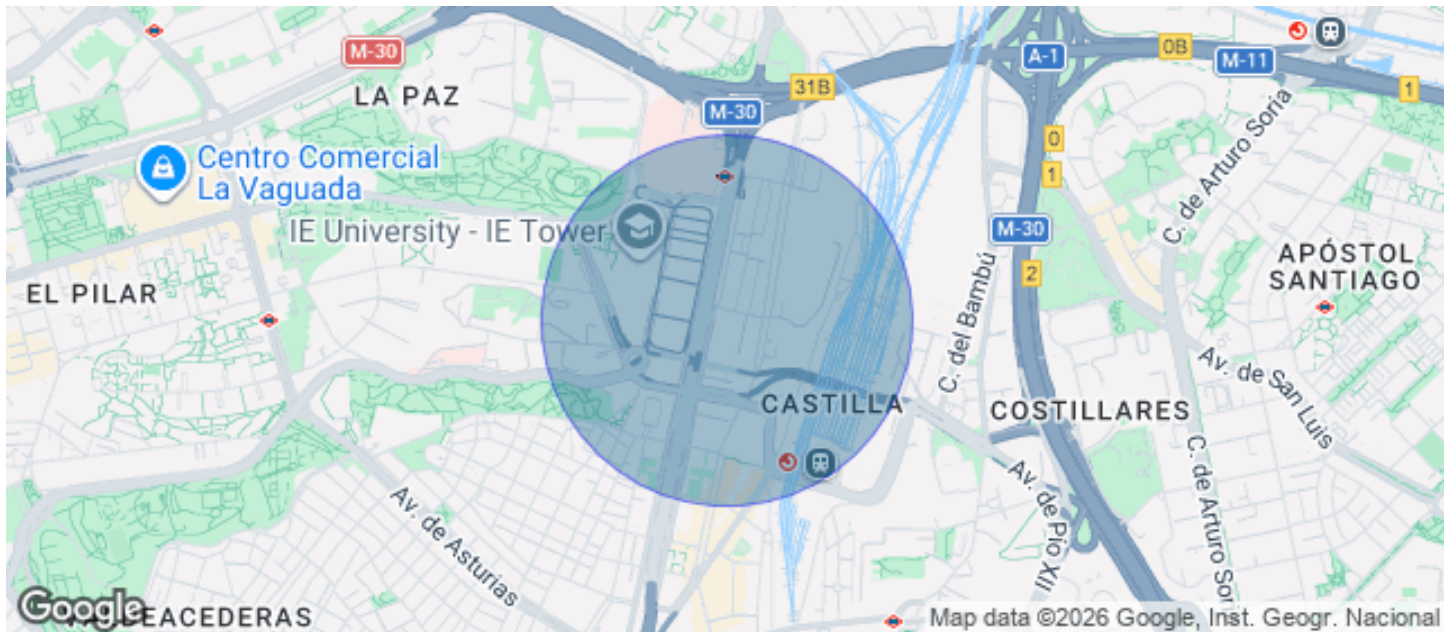 M-30
LA PAZ
Centro Comercial
La Vaguada
IE University - IE Tower
EL PILAR
M-30
31B
A-1
0B
M-11
1
0
1
M-30
2
C. de Arturo Soria
APÓSTOL
SANTIAGO
C. del Bambú
Av. de San Luis
CASTILLA
COSTILLARES
Av. de Asturias
Av. de Pío XII
C. de Arturo Soria
Google
Map data ©2026 Google, Inst. Geogr. Nacional